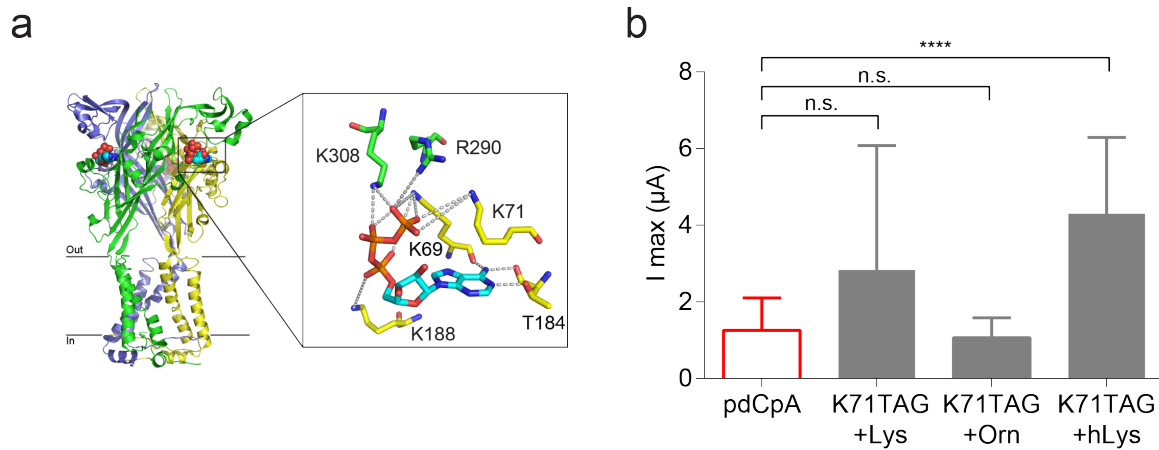 a
b
Out
In
K308
R290
K71
K69
T184
K188
****
n.s.
n.s.
I max (µA)
8
6
4
2
0
pdCpA
K71TAG
+Lys
K71TAG
+Orn
K71TAG
+hLys